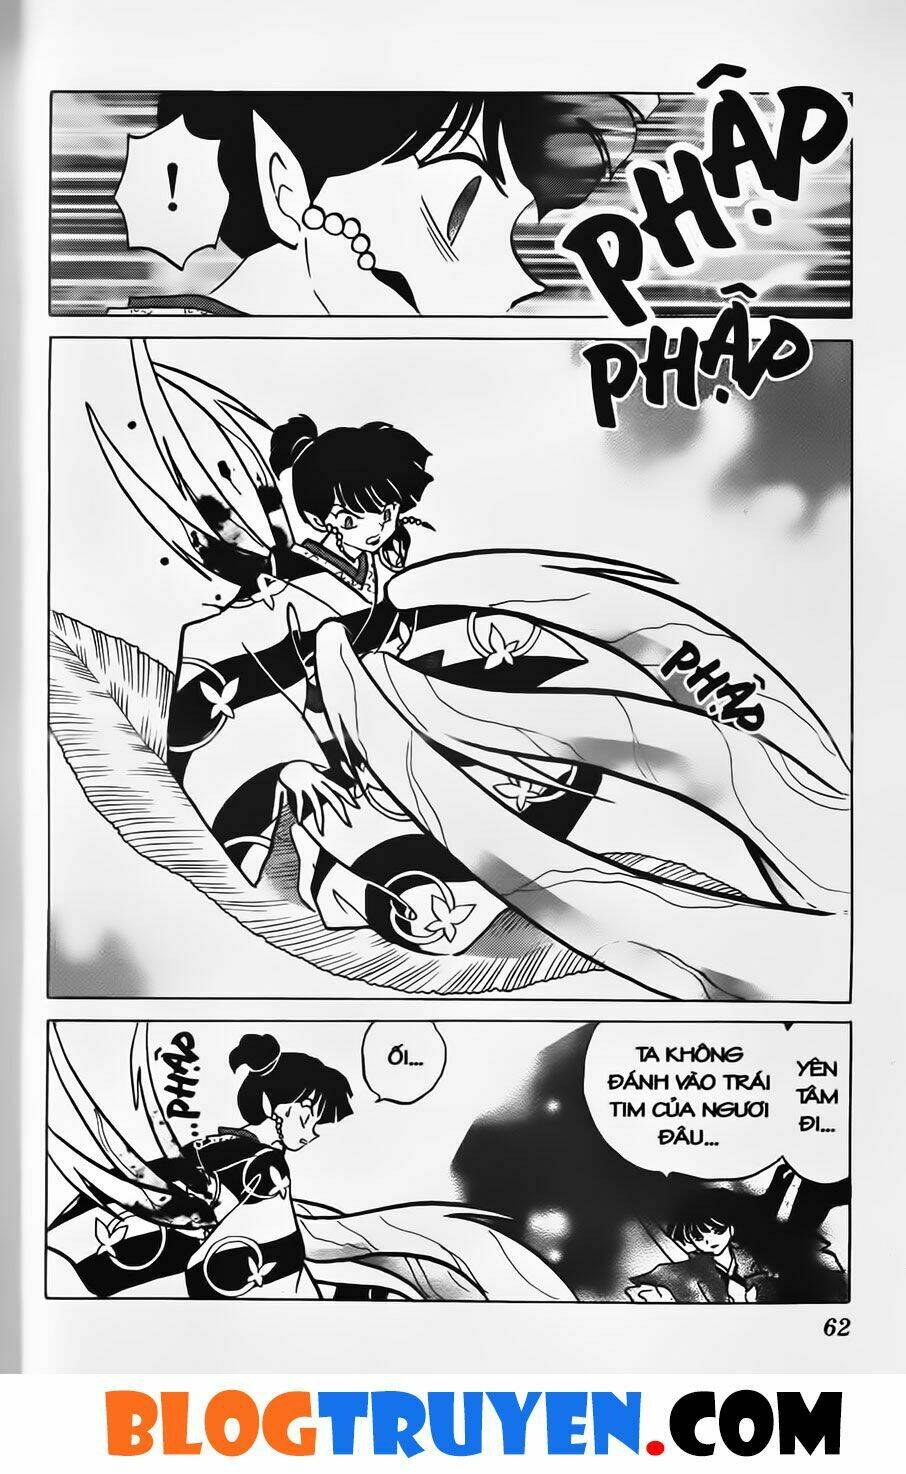 !
PHẬP
PHẬP
PHẬP
YÊN
TÂM
ĐI...
TA KHÔNG
ĐÁNH VÀO TRÁI
TIM CỦA NGƯƠI
ĐÂU...
ỐI...
...PHẬP
62
BLOGTRUYEN.COM